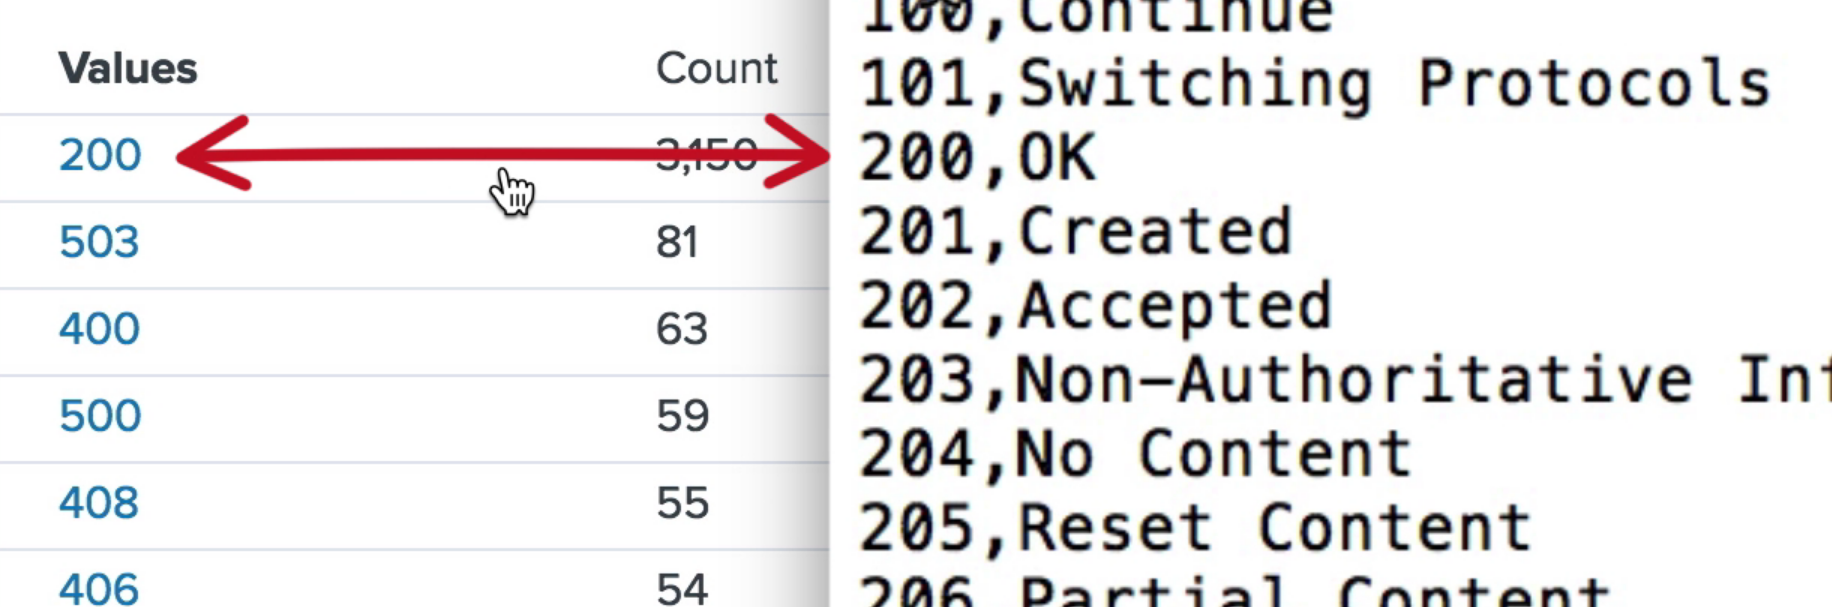 Values Count
200 3,150
503 81
400 63
500 59
408 55
406 54
100,Continue
101,Switching Protocols
200,OK
201,Created
202,Accepted
203,Non-Authoritative
204,No Content
205,Reset Content
206,Partial Content